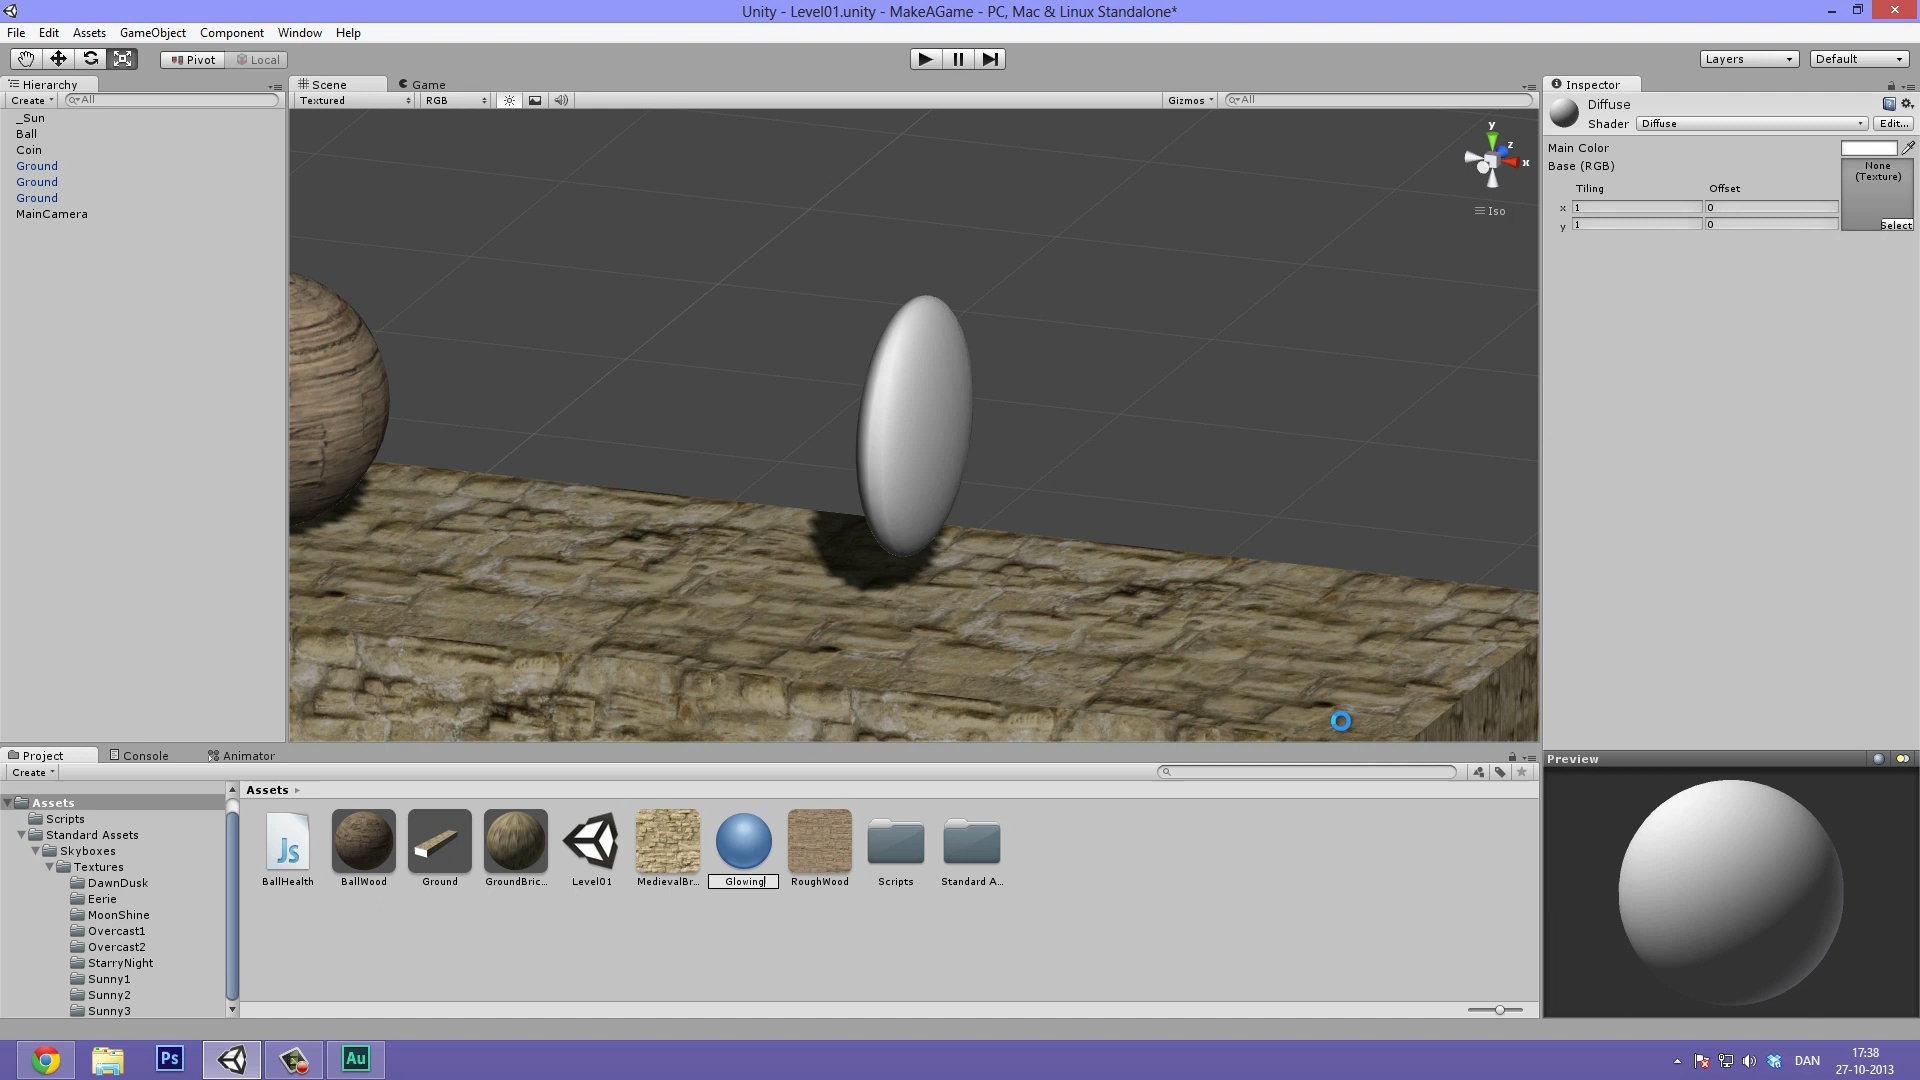 Unity - Level01.unity - MakeAGame - PC, Mac & Linux Standalone*
File Edit Assets GameObject Component Window Help
Pivot Local
Layers Default
Hierarchy
Create All
_Sun
Ball
Coin
Ground
Ground
Ground
MainCamera
Scene Game
Textured RGB Gizmos All
y
z
x
Iso
Inspector
Diffuse
Shader Diffuse Edit...
Main Color
Base (RGB)
None
(Texture)
Tiling Offset
x 1 0
y 1 0
Select
Project Console Animator
Create
Assets
Scripts
Standard Assets
Skyboxes
Textures
DawnDusk
Eerie
MoonShine
Overcast1
Overcast2
StarryNight
Sunny1
Sunny2
Sunny3
Assets
Js
BallHealth BallWood Ground GroundBric... Level01 MedievalBr... Glowing RoughWood Scripts Standard A...
Preview
Ps
Au
DAN
17:38
27-10-2013